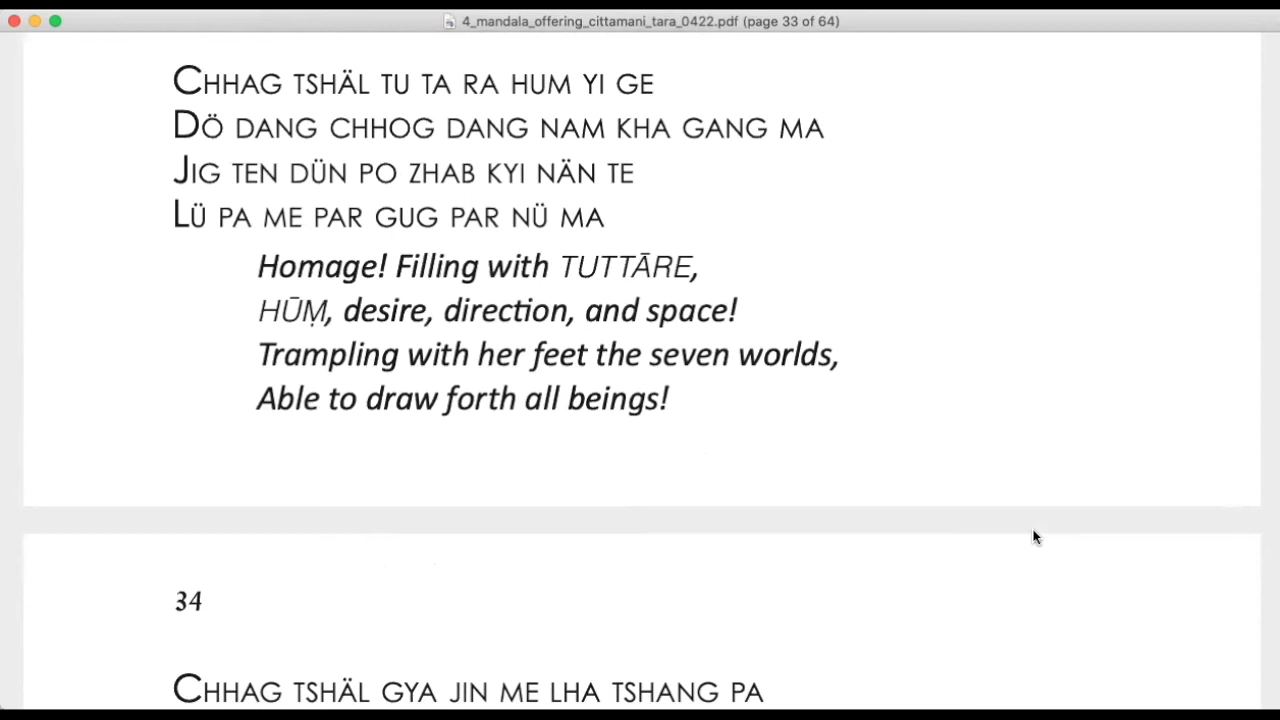 4_mandala_offering_cittamani_tara_0422.pdf (page 33 of 64)
CHHAG TSHÄL TU TA RA HUM YI GE
DÖ DANG CHHOG DANG NAM KHA GANG MA
JIG TEN DÜN PO ZHAB KYI NÄN TE
LÜ PA ME PAR GUG PAR NÜ MA
Homage! Filling with TUTTĀRE,
HŪṂ, desire, direction, and space!
Trampling with her feet the seven worlds,
Able to draw forth all beings!
34
CHHAG TSHÄL GYA JIN ME LHA TSHANG PA